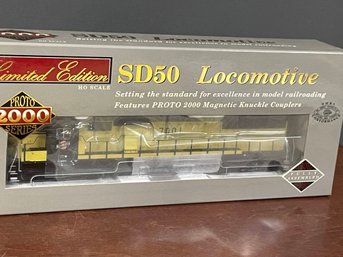 Limited Edition
HO SCALE
SD50 Locomotive
Setting the standard for excellence in model railroading
Features PROTO 2000 Magnetic Knuckle Couplers
PROTO
2000
SERIES
7001